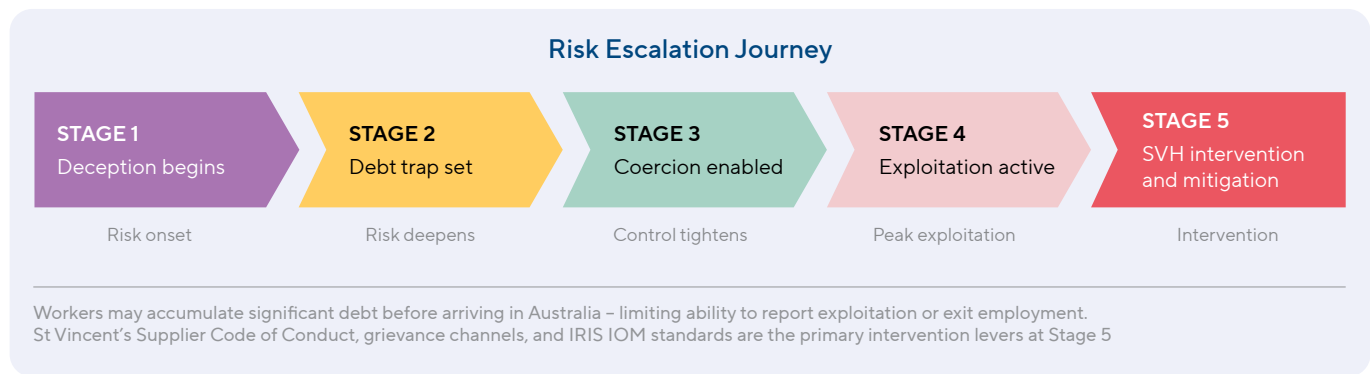 Risk Escalation Journey
STAGE 1
Deception begins
STAGE 2
Debt trap set
STAGE 3
Coercion enabled
STAGE 4
Exploitation active
STAGE 5
SVH intervention
and mitigation
Risk onset
Risk deepens
Control tightens
Peak exploitation
Intervention
Workers may accumulate significant debt before arriving in Australia – limiting ability to report exploitation or exit employment.
St Vincent’s Supplier Code of Conduct, grievance channels, and IRIS IOM standards are the primary intervention levers at Stage 5